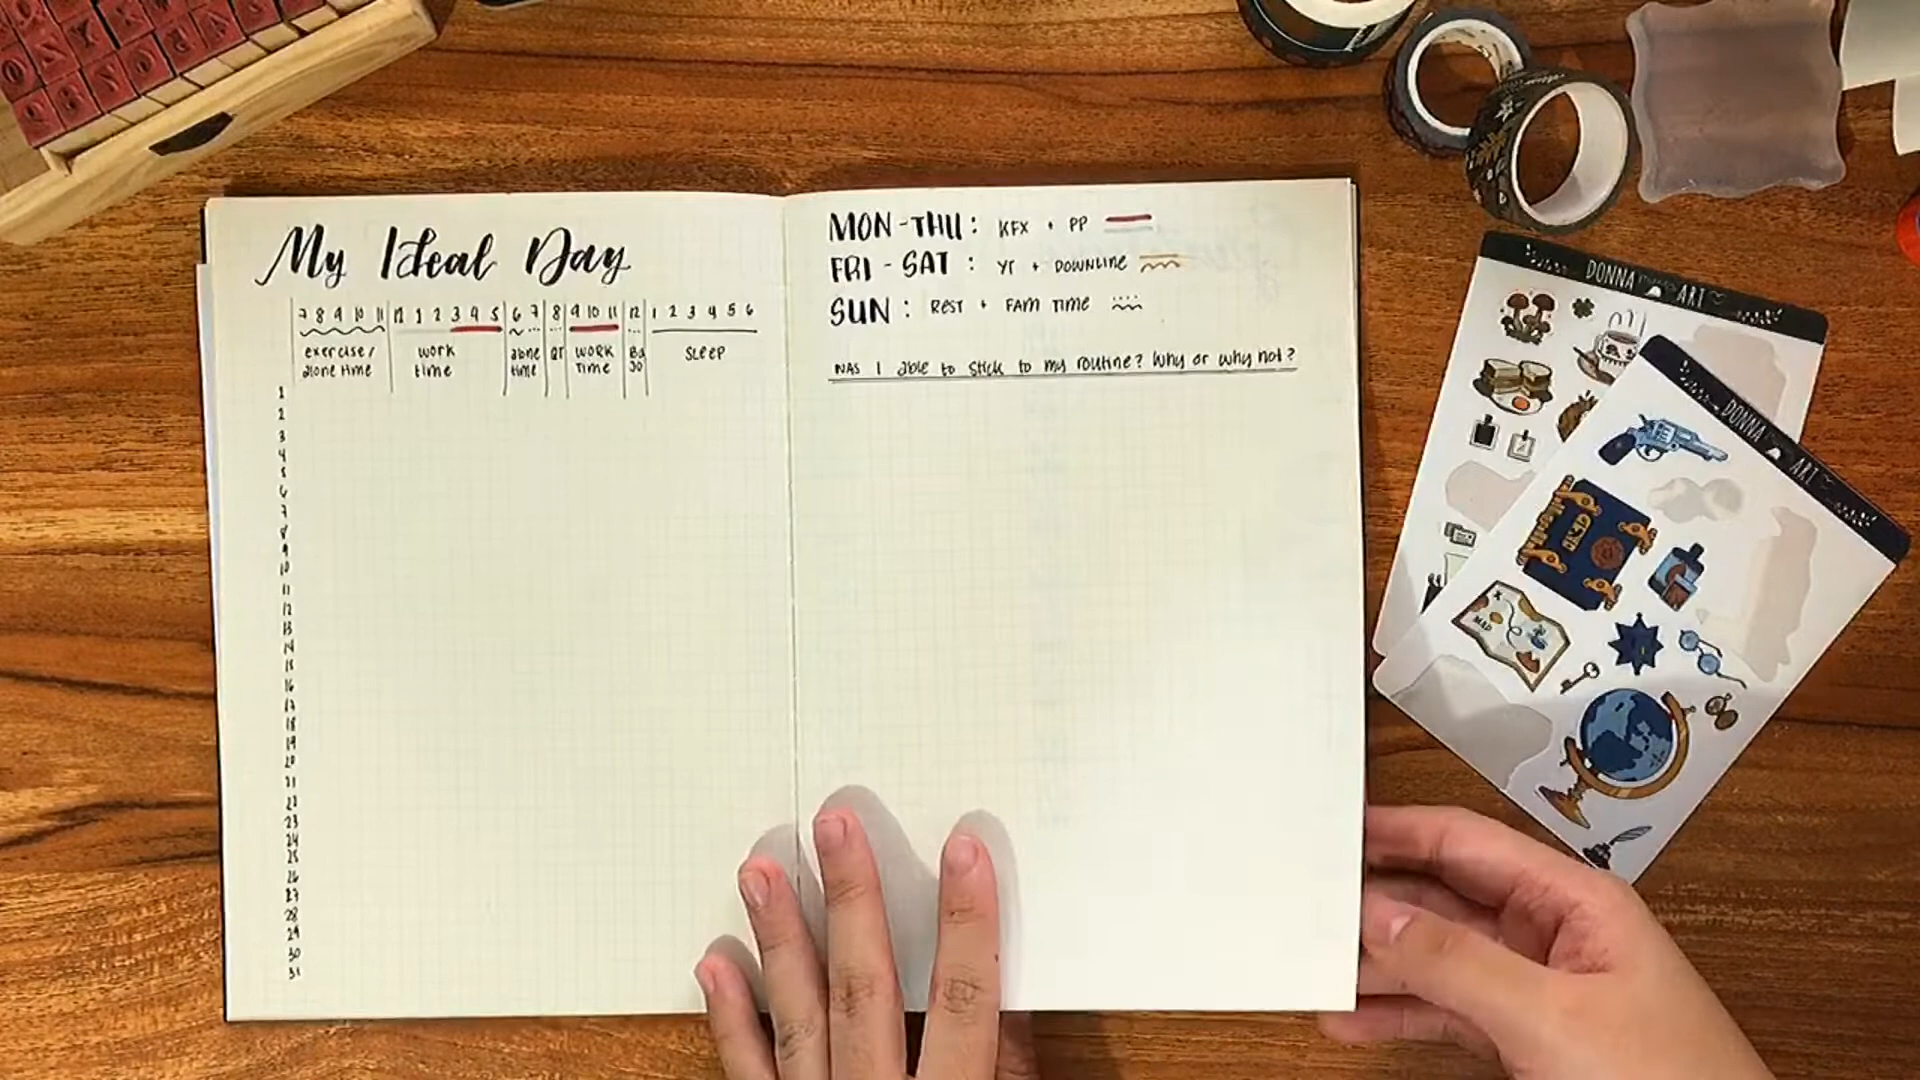 My Ideal Day
7 8 9 10 11 12 1 2 3 4 5 6 7 8 9 10 11 12 1 2 3 4 5 6
exercise/ alone time
work time
alone time
QT
WORK TIME
SLEEP
1
2
3
4
5
6
7
8
9
10
11
12
13
14
15
16
17
18
19
20
21
22
23
24
25
26
27
28
29
30
31
MON-THU: KFX + PP
FRI - SAT : YT + DOWNLINE
SUN : REST + FAM TIME
WAS I able to stick to my routine? Why or why not?
DONNA ART
DONNA ART
MAP